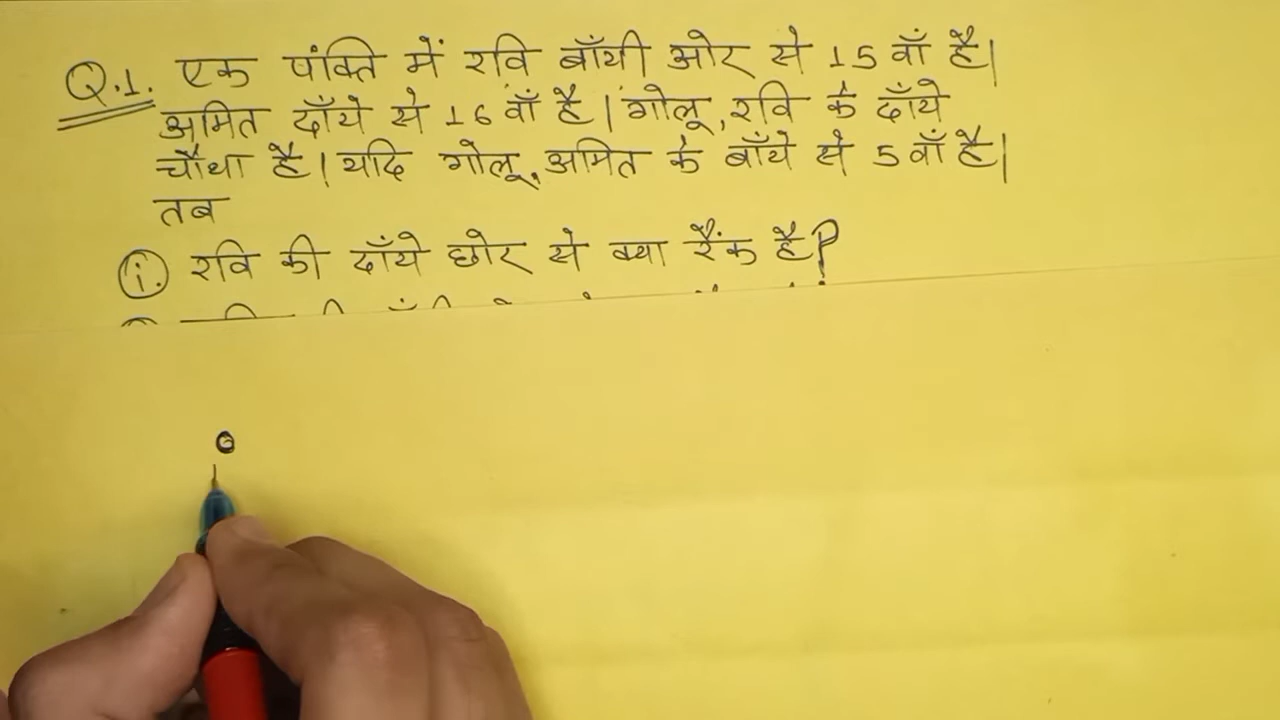 Q.1. एक पंक्ति में रवि बाँयी ओर से 15 वाँ है।
अमित दाँये से 16 वाँ है। गोलू, रवि के दाँये
चौथा है। यदि गोलू, अमित के बाँये से 5 वाँ है।
तब
i. रवि की दाँये छोर से क्या रैंक है?